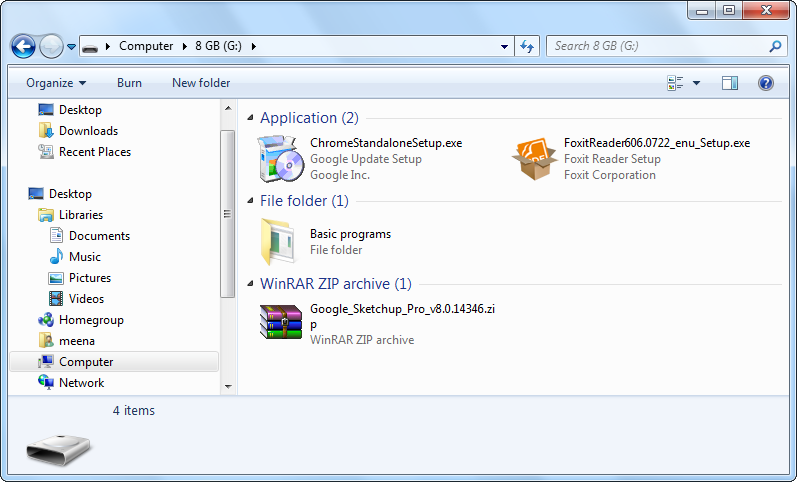 Computer 8 GB (G:)
Search 8 GB (G:)
Organize Burn New folder
Desktop
Downloads
Recent Places
Desktop
Libraries
Documents
Music
Pictures
Videos
Homegroup
meena
Computer
Network
Application (2)
ChromeStandaloneSetup.exe
Google Update Setup
Google Inc.
FoxitReader606.0722_enu_Setup.exe
Foxit Reader Setup
Foxit Corporation
File folder (1)
Basic programs
File folder
WinRAR ZIP archive (1)
Google_Sketchup_Pro_v8.0.14346.zi
p
WinRAR ZIP archive
4 items